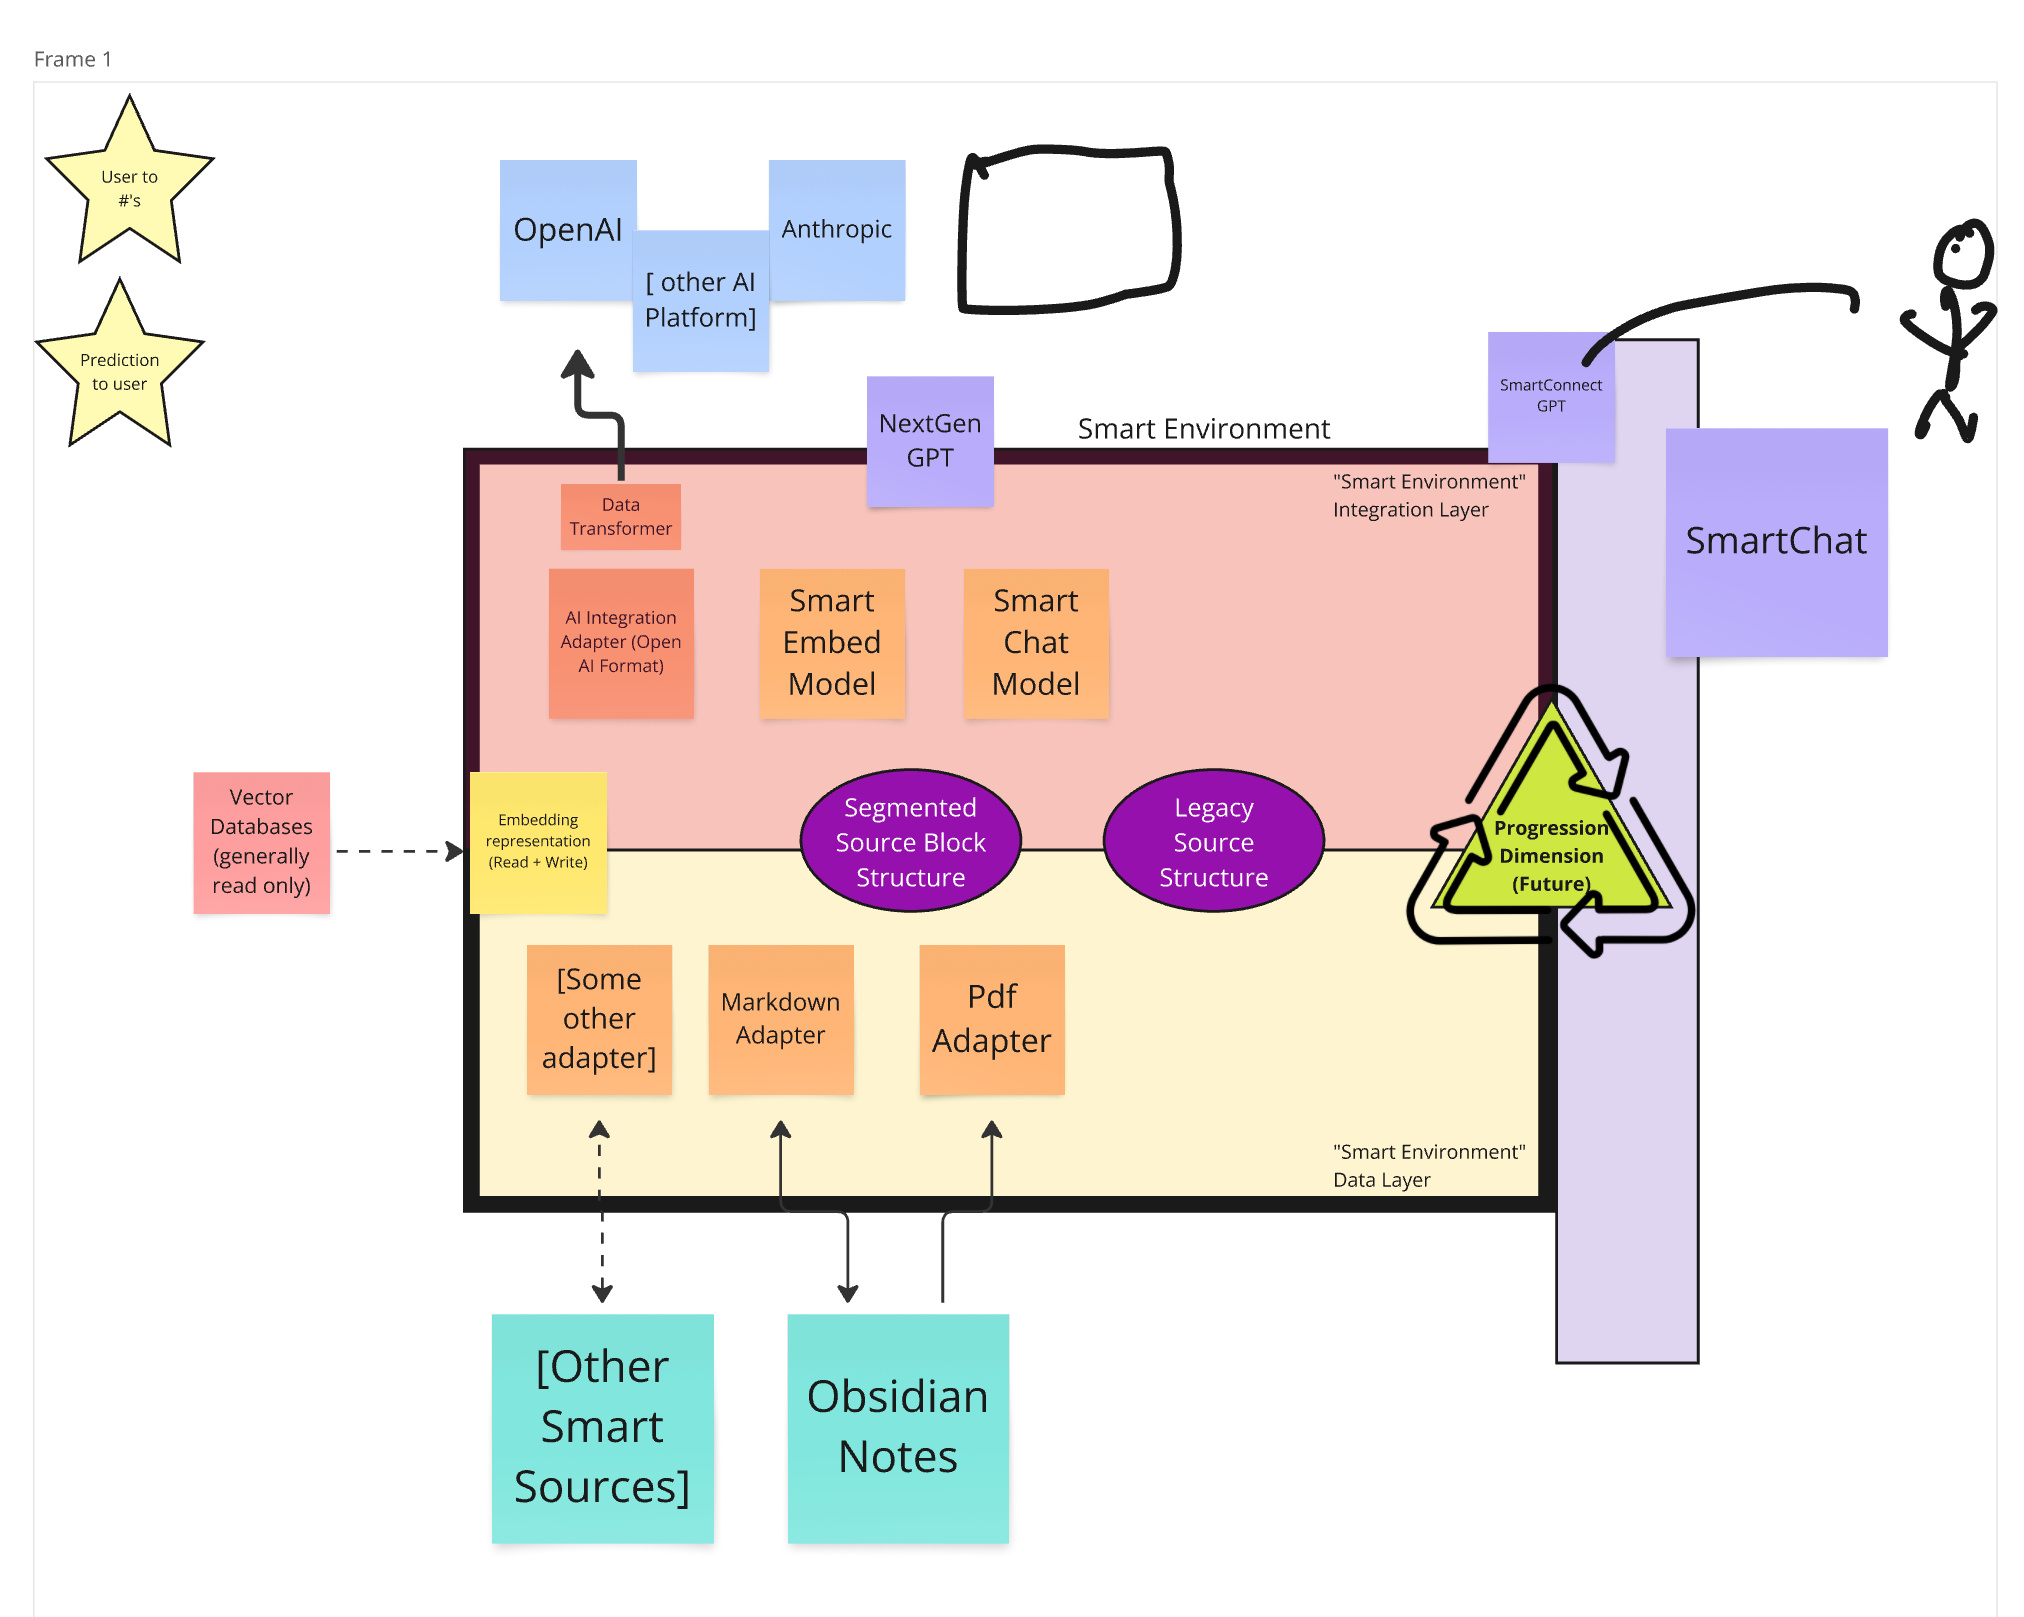 Frame 1
User to
#'s
Prediction
to user
OpenAI
[ other AI
Platform]
Anthropic
NextGen
GPT
Smart Environment
SmartConnect
GPT
SmartChat
"Smart Environment"
Integration Layer
Data
Transformer
AI Integration
Adapter (Open
AI Format)
Smart
Embed
Model
Smart
Chat
Model
Vector
Databases
(generally
read only)
Embedding
representation
(Read + Write)
Segmented
Source Block
Structure
Legacy
Source
Structure
Progression
Dimension
(Future)
[Some
other
adapter]
Markdown
Adapter
Pdf
Adapter
"Smart Environment"
Data Layer
[Other
Smart
Sources]
Obsidian
Notes